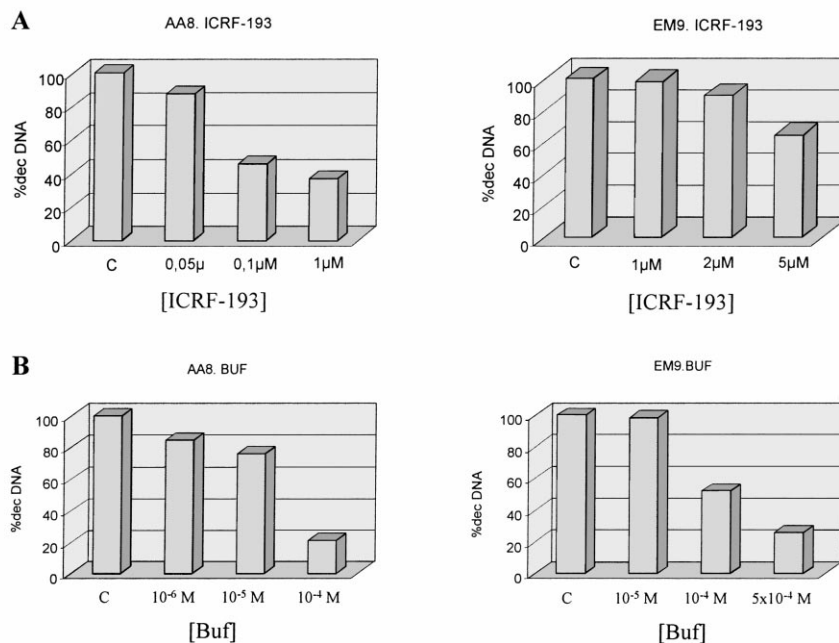 A
AA8. ICRF-193
%dec DNA
100
80
60
40
20
0
C 0,05µ 0,1µM 1µM
[ICRF-193]
EM9. ICRF-193
%dec DNA
100
80
60
40
20
0
C 1µM 2µM 5µM
[ICRF-193]
B
AA8. BUF
%dec DNA
100
80
60
40
20
0
C 10⁻⁶ M 10⁻⁵ M 10⁻⁴ M
[Buf]
EM9.BUF
%dec DNA
100
80
60
40
20
0
C 10⁻⁵ M 10⁻⁴ M 5x10⁻⁴ M
[Buf]